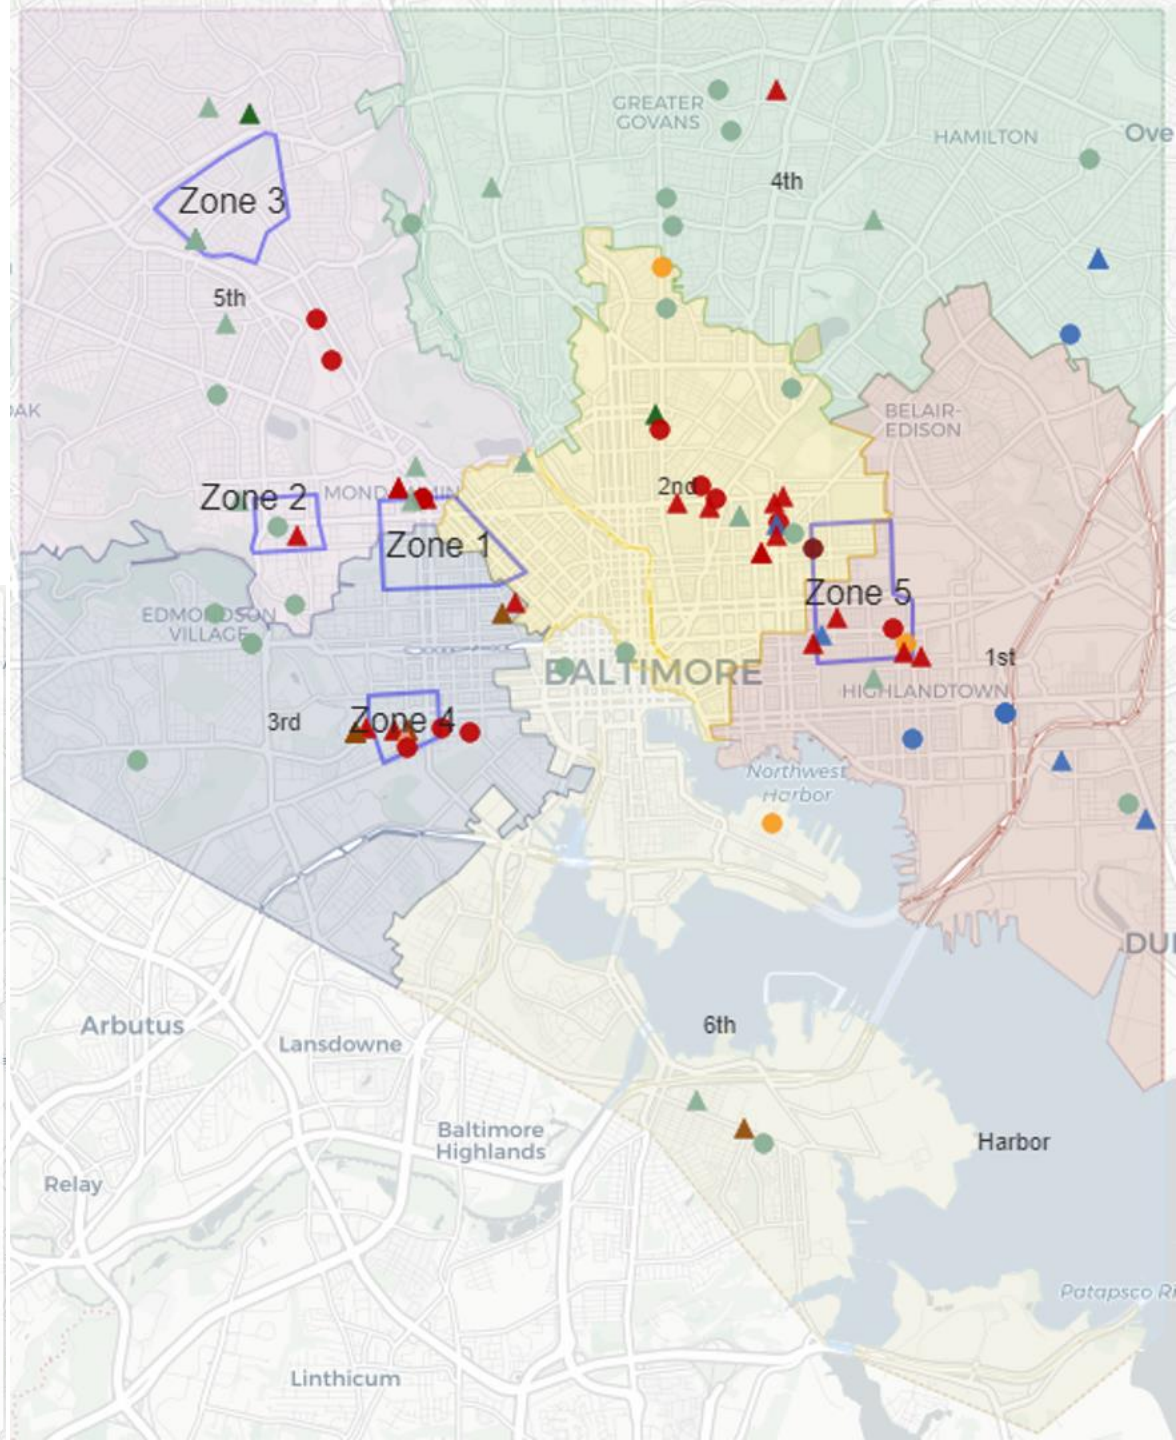 GREATER
GOVANS
HAMILTON
Ove
4th
Zone 3
5th
OAK
BELAIR-
EDISON
2nd
Zone 2
Zone 1
Zone 5
EDMONDSON
VILLAGE
1st
BALTIMORE
HIGHLANDTOWN
3rd
Zone 4
Northwest
Harbor
DU
6th
Arbutus
Lansdowne
Baltimore
Highlands
Harbor
Relay
Patapsco Ri
Linthicum